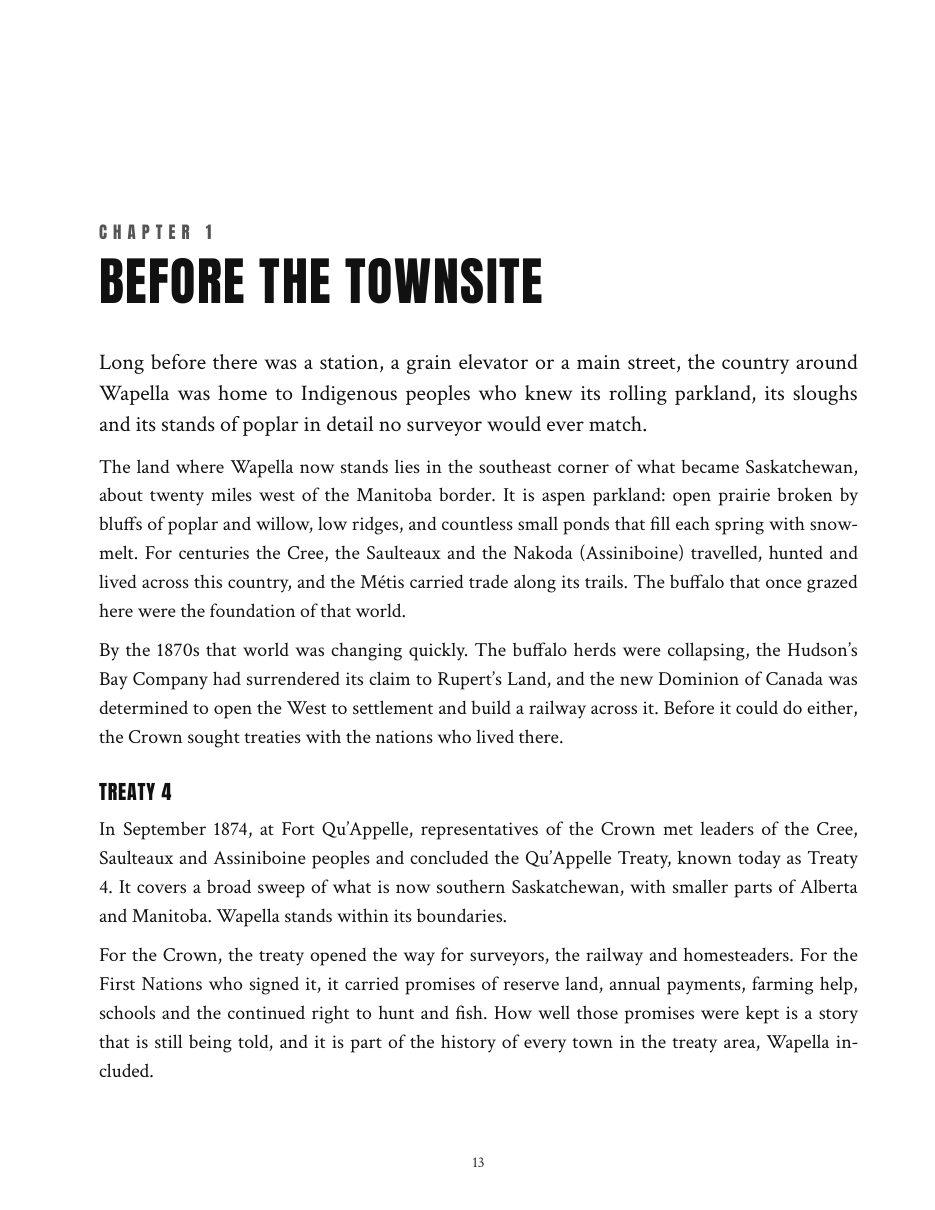 CHAPTER 1
BEFORE THE TOWNSITE
Long before there was a station, a grain elevator or a main street, the country around
Wapella was home to Indigenous peoples who knew its rolling parkland, its sloughs
and its stands of poplar in detail no surveyor would ever match.
The land where Wapella now stands lies in the southeast corner of what became Saskatchewan,
about twenty miles west of the Manitoba border. It is aspen parkland: open prairie broken by
bluffs of poplar and willow, low ridges, and countless small ponds that fill each spring with snow-
melt. For centuries the Cree, the Saulteaux and the Nakoda (Assiniboine) travelled, hunted and
lived across this country, and the Métis carried trade along its trails. The buffalo that once grazed
here were the foundation of that world.
By the 1870s that world was changing quickly. The buffalo herds were collapsing, the Hudson’s
Bay Company had surrendered its claim to Rupert’s Land, and the new Dominion of Canada was
determined to open the West to settlement and build a railway across it. Before it could do either,
the Crown sought treaties with the nations who lived there.
TREATY 4
In September 1874, at Fort Qu’Appelle, representatives of the Crown met leaders of the Cree,
Saulteaux and Assiniboine peoples and concluded the Qu’Appelle Treaty, known today as Treaty
4. It covers a broad sweep of what is now southern Saskatchewan, with smaller parts of Alberta
and Manitoba. Wapella stands within its boundaries.
For the Crown, the treaty opened the way for surveyors, the railway and homesteaders. For the
First Nations who signed it, it carried promises of reserve land, annual payments, farming help,
schools and the continued right to hunt and fish. How well those promises were kept is a story
that is still being told, and it is part of the history of every town in the treaty area, Wapella in-
cluded.
13